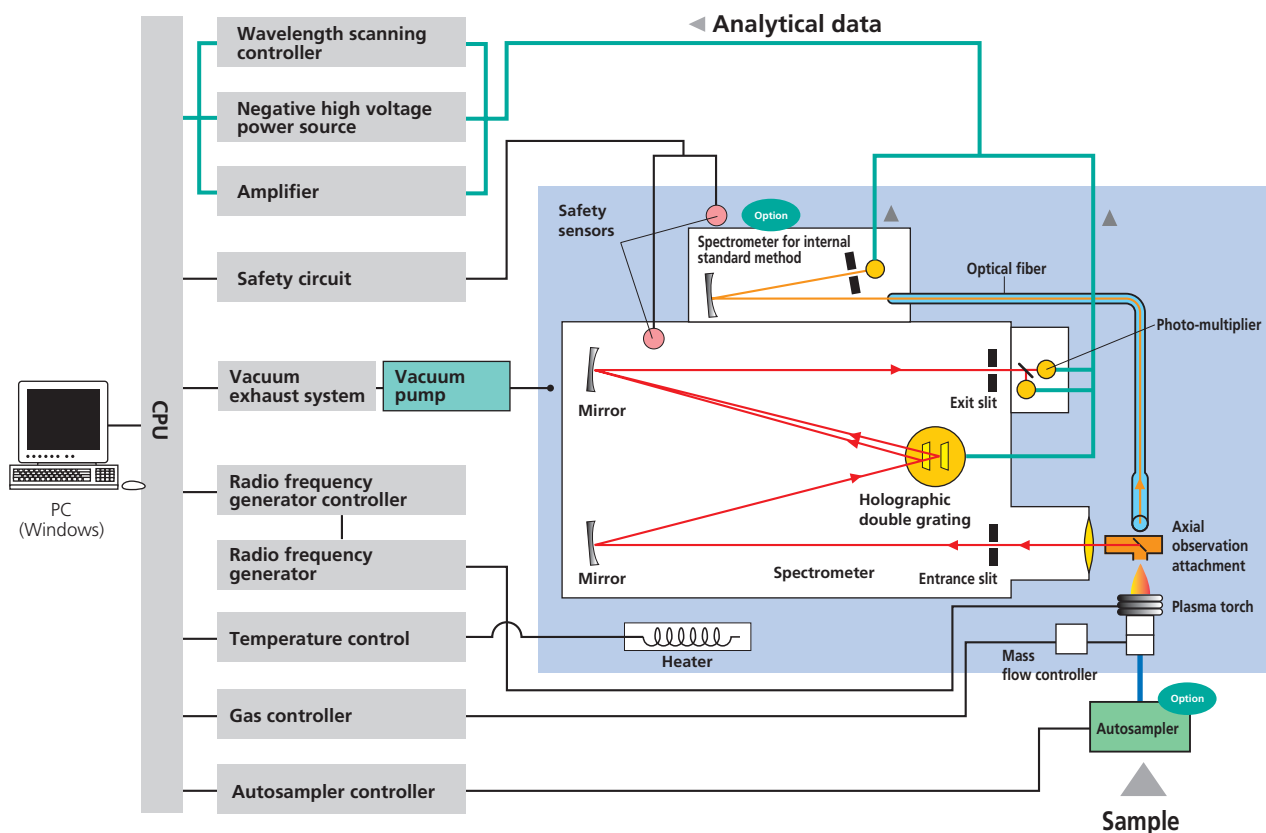 Analytical data
Wavelength scanning
controller
Negative high voltage
power source
Amplifier
Safety circuit
Vacuum
exhaust system
Vacuum
pump
CPU
PC
(Windows)
Radio frequency
generator controller
Radio frequency
generator
Temperature control
Gas controller
Autosampler controller
Safety
sensors
Option
Spectrometer for internal
standard method
Optical fiber
Photo-multiplier
Mirror
Exit slit
Holographic
double grating
Mirror
Spectrometer
Entrance slit
Axial
observation
attachment
Plasma torch
Heater
Mass
flow controller
Option
Autosampler
Sample